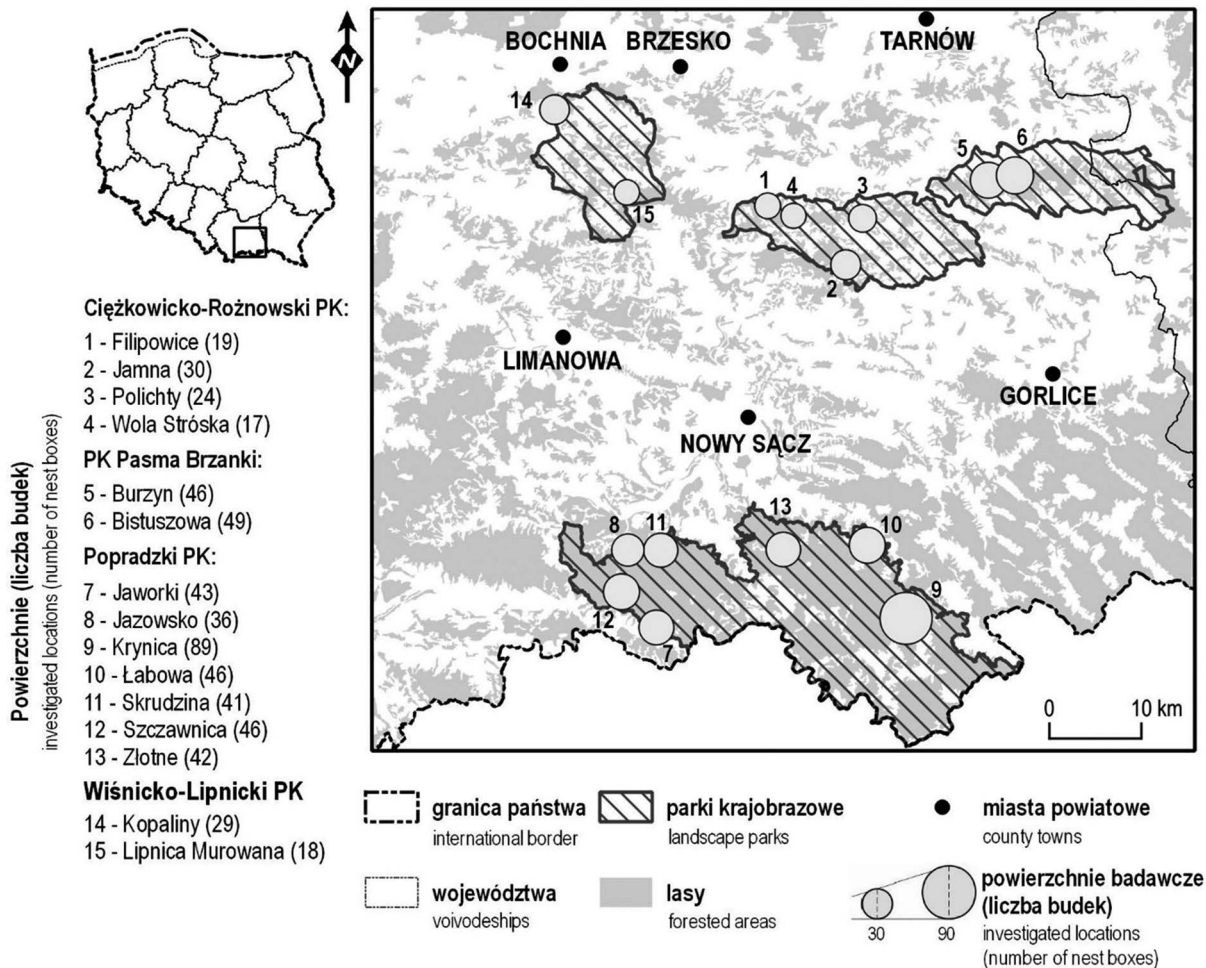 N
Ciężkowicko-Rożnowski PK:
1 - Filipowice (19)
2 - Jamna (30)
3 - Polichty (24)
4 - Wola Stróska (17)
PK Pasma Brzanki:
5 - Burzyn (46)
6 - Bistuszowa (49)
Popradzki PK:
7 - Jaworki (43)
8 - Jazowsko (36)
9 - Krynica (89)
10 - Łabowa (46)
11 - Skrudzina (41)
12 - Szczawnica (46)
13 - Złotne (42)
Wiśnicko-Lipnicki PK
14 - Kopaliny (29)
15 - Lipnica Murowana (18)
Powierzchnie (liczba budek)
investigated locations (number of nest boxes)
BOCHNIA
BRZESKO
TARNÓW
14
15
1
4
3
2
5
6
LIMANOWA
GORLICE
NOWY SĄCZ
8
11
13
10
9
12
7
0 10 km
granica państwa
international border
parki krajobrazowe
landscape parks
miasta powiatowe
county towns
województwa
voivodeships
lasy
forested areas
30 90
powierzchnie badawcze
(liczba budek)
investigated locations
(number of nest boxes)